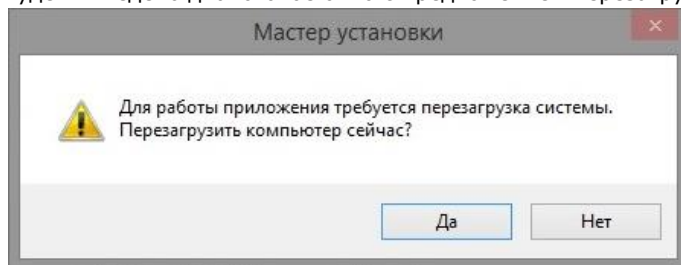 Мастер установки
Для работы приложения требуется перезагрузка системы.
Перезагрузить компьютер сейчас?
Да
Нет